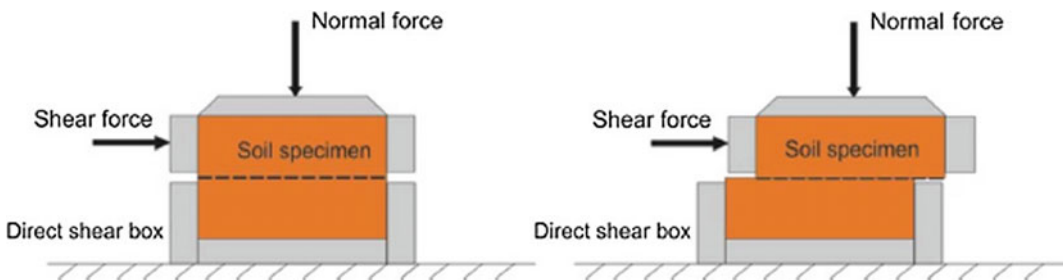 Normal force
Shear force
Soil specimen
Direct shear box
Normal force
Shear force
Soil specimen
Direct shear box